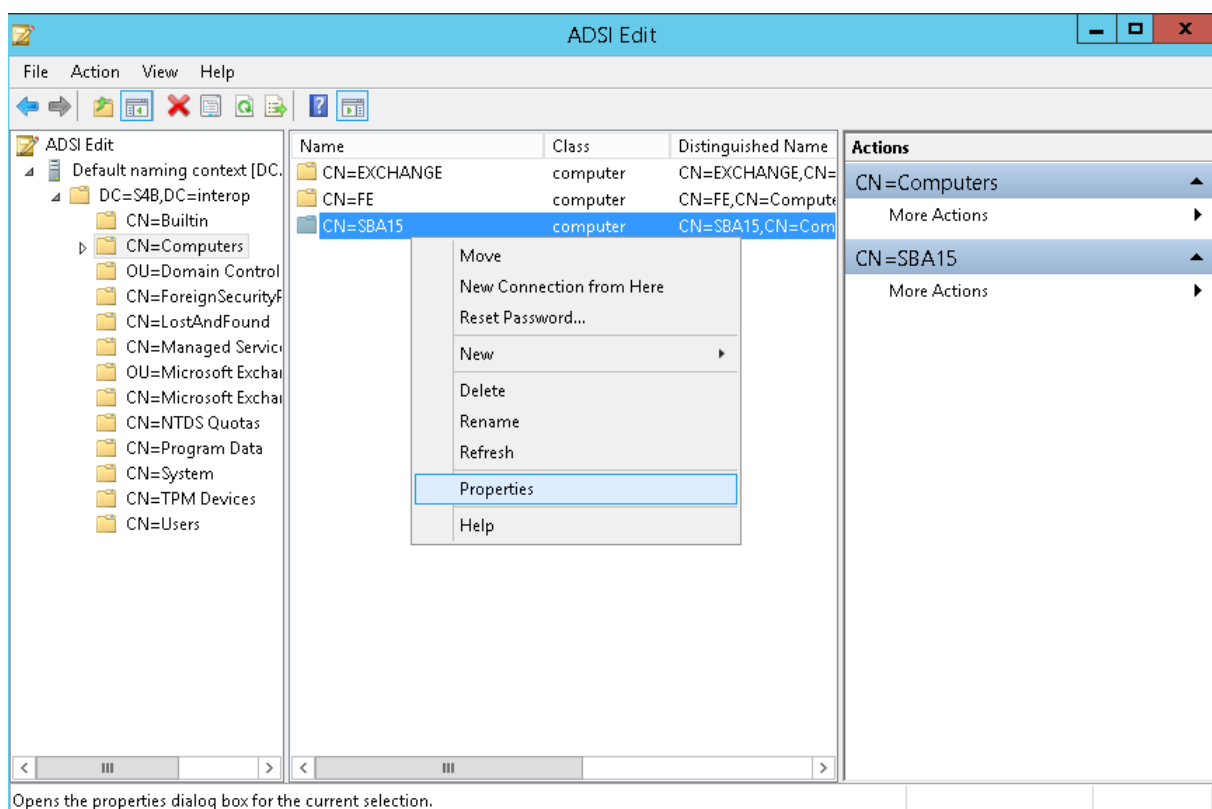 ADSI Edit
File Action View Help
ADSI Edit
Default naming context [DC.
DC=S4B,DC=interop
CN=Builtin
CN=Computers
OU=Domain Control
CN=ForeignSecurityP
CN=LostAndFound
CN=Managed Servic
OU=Microsoft Exchar
CN=Microsoft Exchar
CN=NTDS Quotas
CN=Program Data
CN=System
CN=TPM Devices
CN=Users
Name Class Distinguished Name
CN=EXCHANGE computer CN=EXCHANGE,CN=
CN=FE computer CN=FE,CN=Compute
CN=SBA15 computer CN=SBA15,CN=Com
Move
New Connection from Here
Reset Password...
New
Delete
Rename
Refresh
Properties
Help
Actions
CN=Computers
More Actions
CN=SBA15
More Actions
Opens the properties dialog box for the current selection.